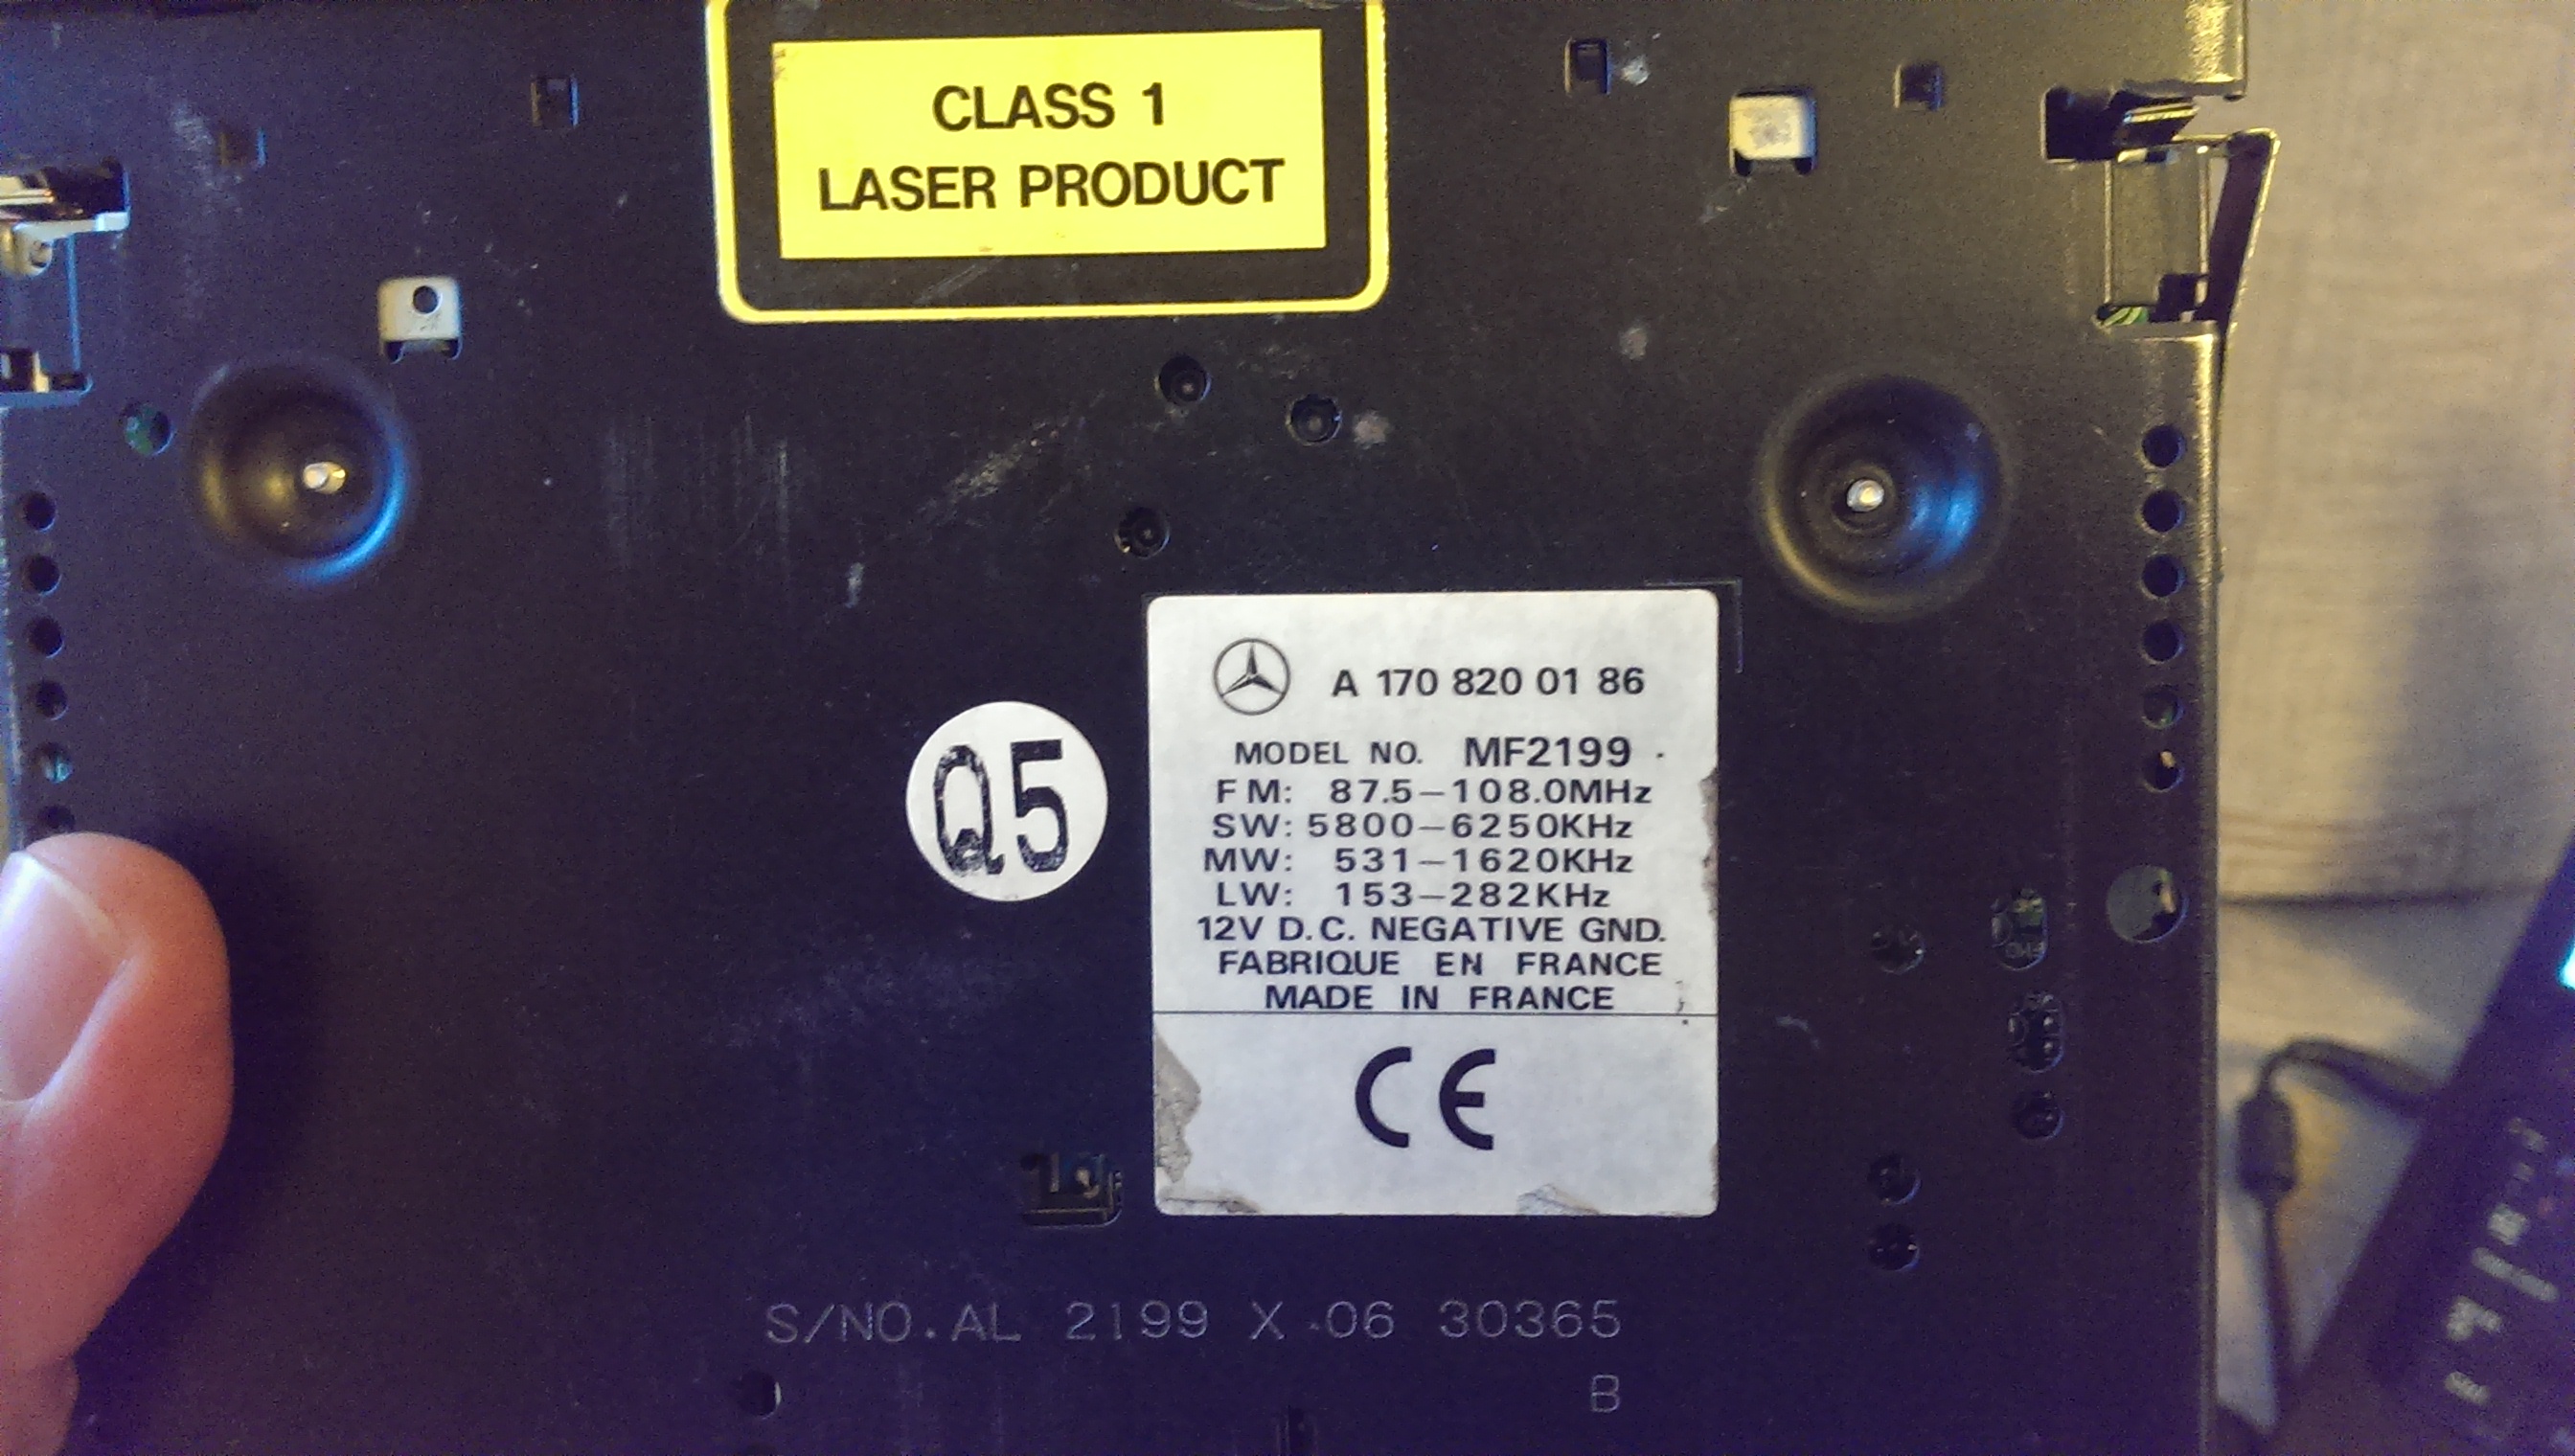 CLASS 1
LASER PRODUCT
A 170 820 01 86
MODEL NO. MF2199
FM: 87.5–108.0MHz
SW: 5800–6250KHz
MW: 531–1620KHz
LW: 153–282KHz
12V D.C. NEGATIVE GND.
FABRIQUE EN FRANCE
MADE IN FRANCE
CE
Q5
S/NO.AL 2199 X 06 30365
B